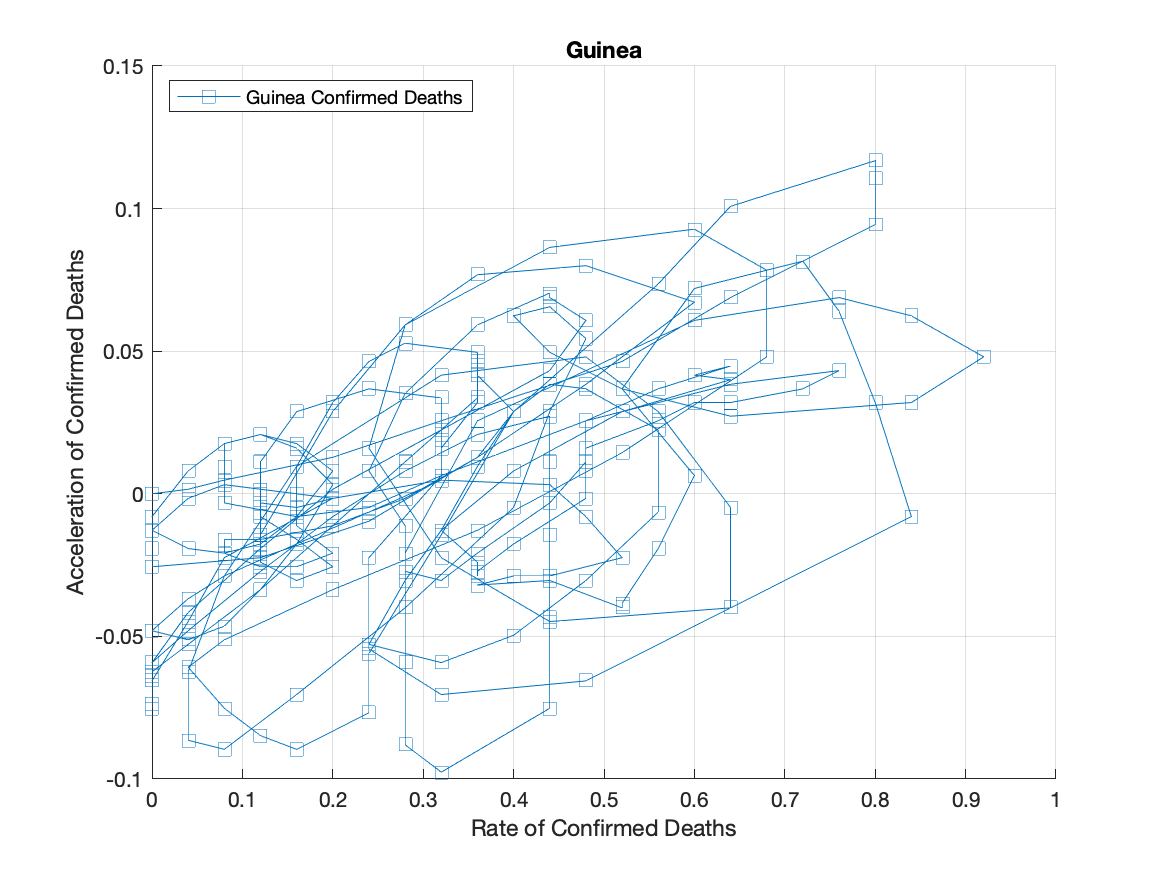 Guinea
0.15
Guinea Confirmed Deaths
0.1
0.05
0
-0.05
-0.1
Acceleration of Confirmed Deaths
0 0.1 0.2 0.3 0.4 0.5 0.6 0.7 0.8 0.9 1
Rate of Confirmed Deaths